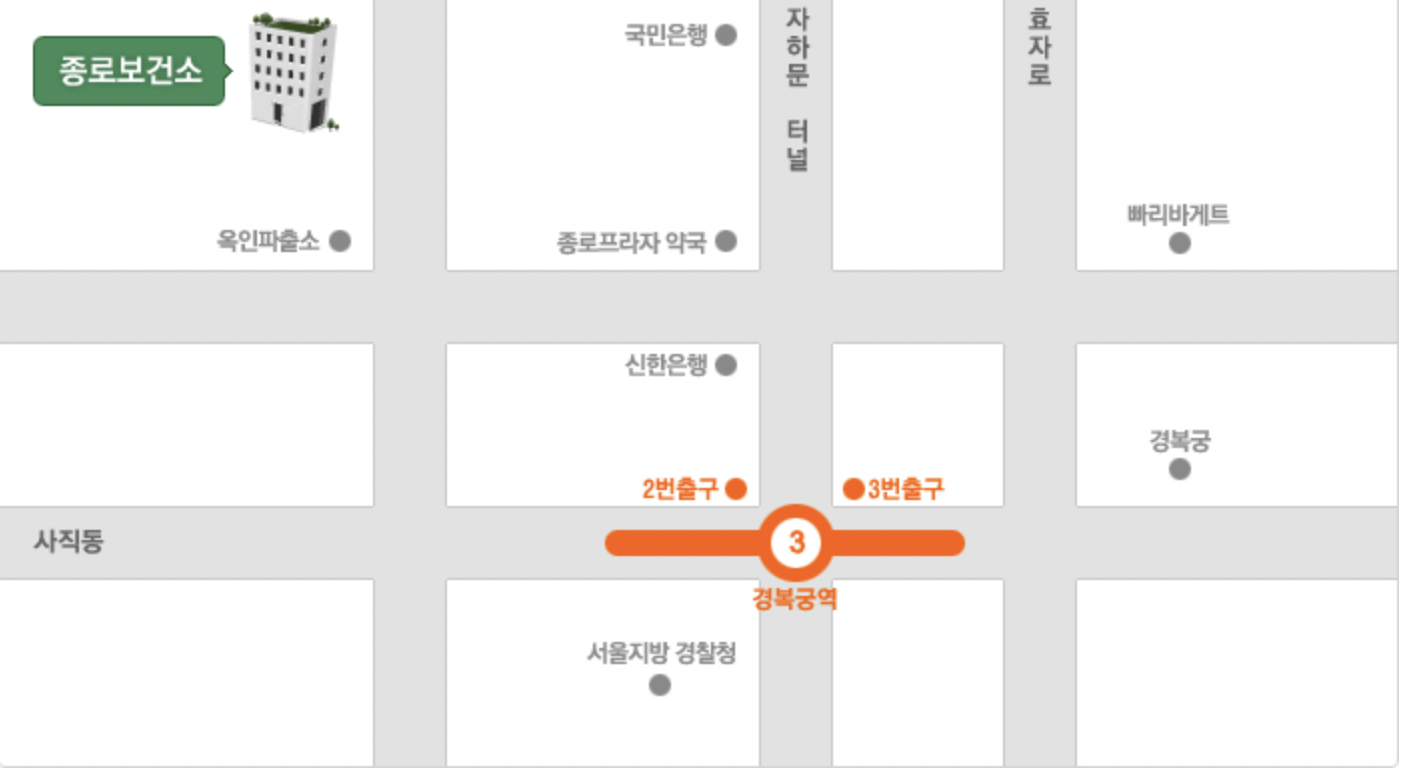 종로보건소
국민은행
자하문 터널
효자로
옥인파출소
종로프라자 약국
빠리바게트
신한은행
경복궁
2번출구
3번출구
사직동
3
경복궁역
서울지방 경찰청